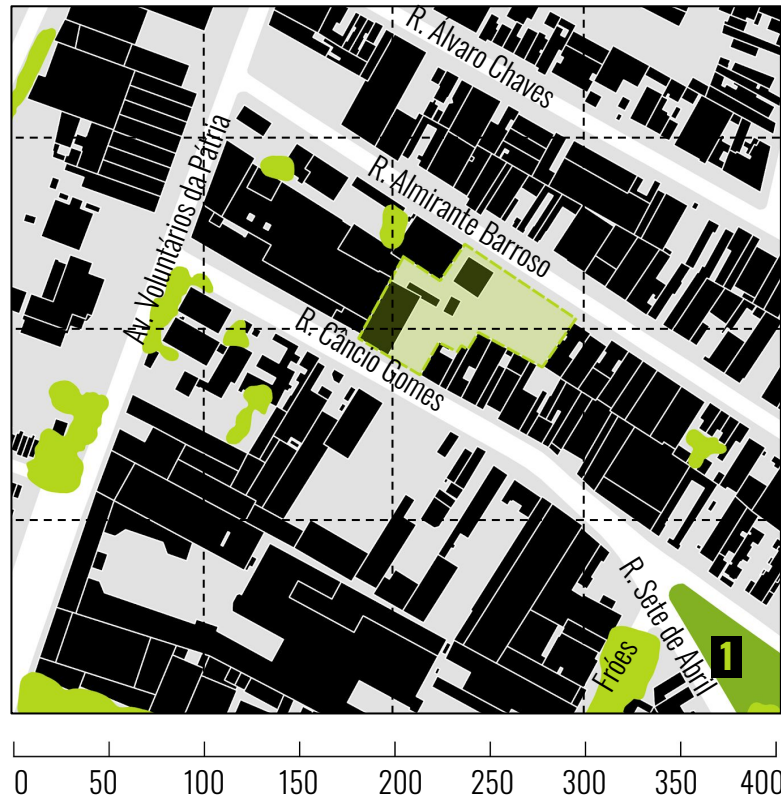 R. Álvaro Chaves
R. Almirante Barroso
Av. Voluntários da Pátria
R. Câncio Gomes
R. Sete de Abril
Fróes
1
0 50 100 150 200 250 300 350 400